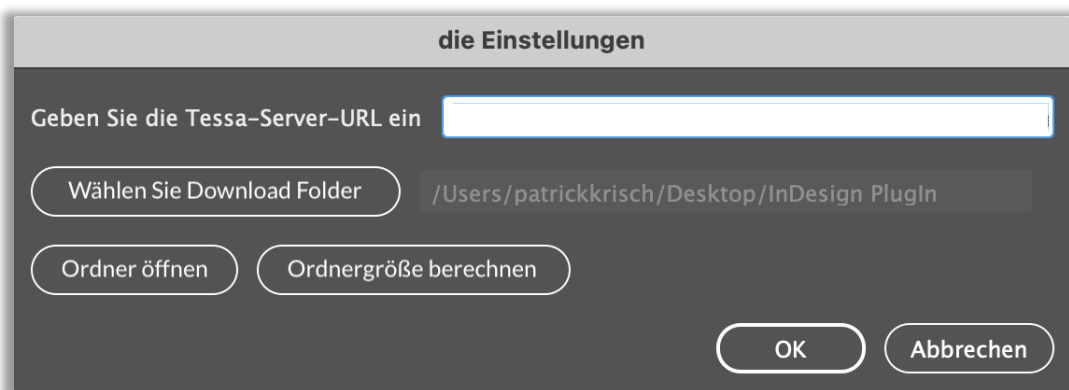 die Einstellungen
Geben Sie die Tessa-Server-URL ein
Wählen Sie Download Folder /Users/patrickkrisch/Desktop/InDesign PlugIn
Ordner öffnen Ordnergröße berechnen
OK Abbrechen